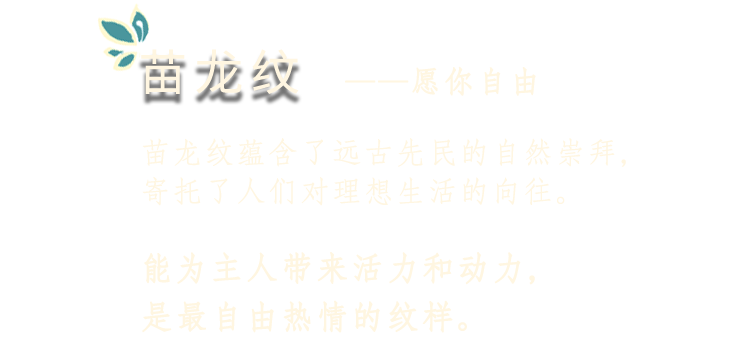 苗龙纹 ——愿你自由
苗龙纹蕴含了远古先民的自然崇拜，
寄托了人们对理想生活的向往。
能为主人带来活力和动力，
是最自由热情的纹样。